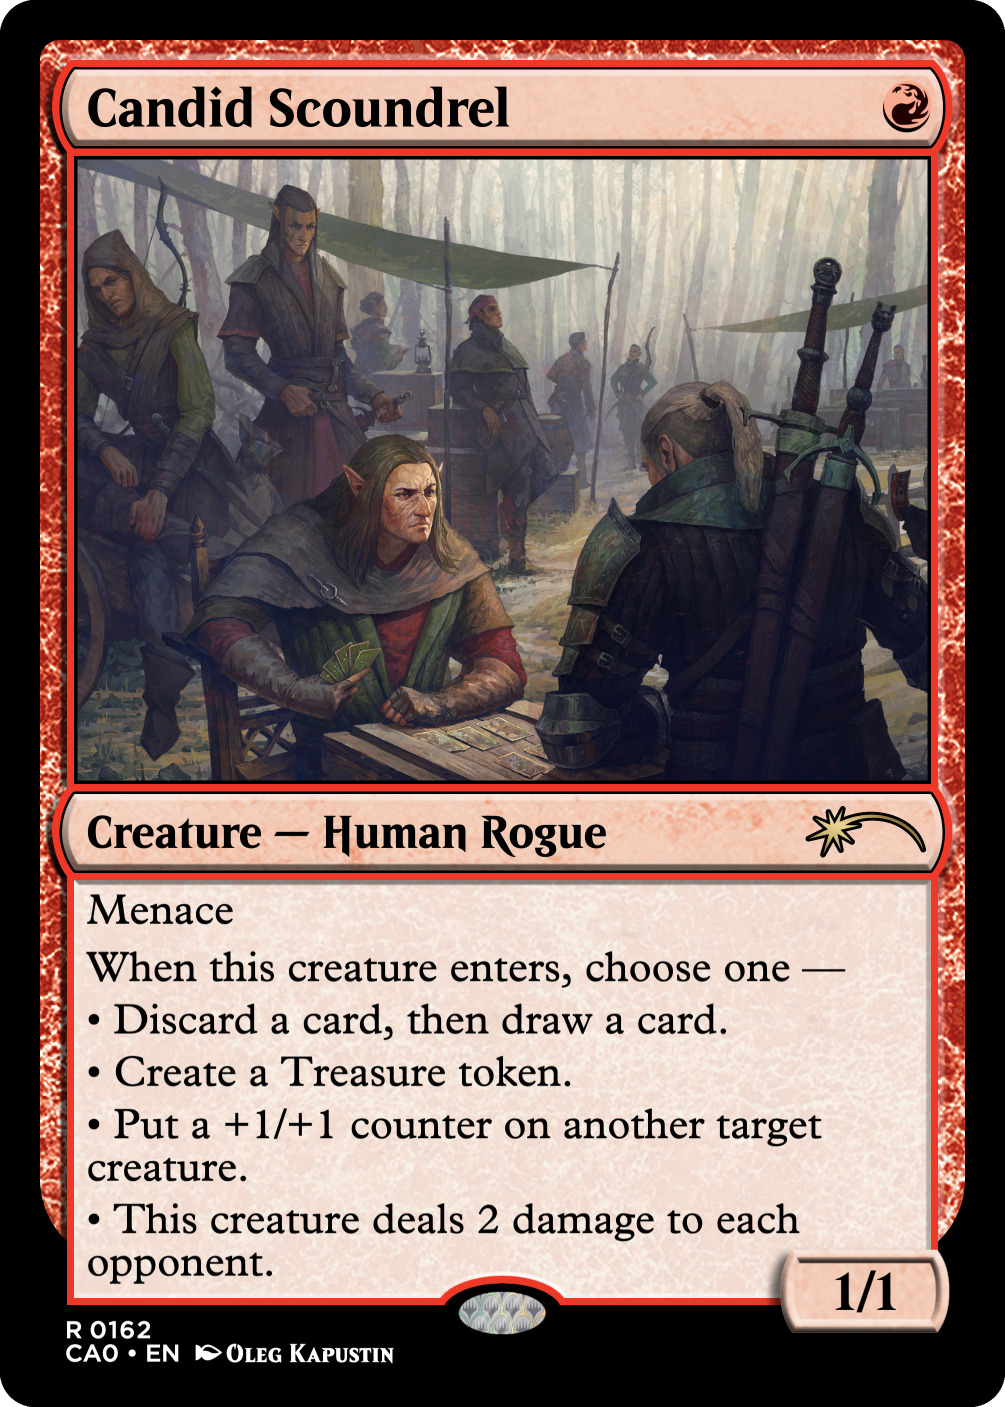 Candid Scoundrel
Creature — Human Rogue
Menace
When this creature enters, choose one —
• Discard a card, then draw a card.
• Create a Treasure token.
• Put a +1/+1 counter on another target
creature.
• This creature deals 2 damage to each
opponent.
1/1
R 0162
CAO • EN Oleg Kapustin